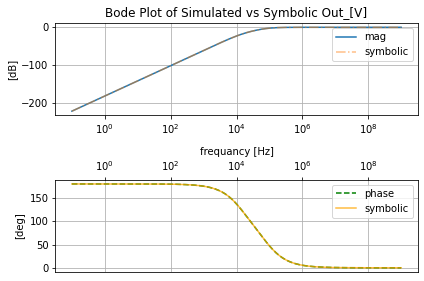 Bode Plot of Simulated vs Symbolic Out_[V]
[dB]
0
−100
−200
mag
symbolic
10⁰ 10² 10⁴ 10⁶ 10⁸
frequancy [Hz]
10⁰ 10² 10⁴ 10⁶ 10⁸
[deg]
150
100
50
0
phase
symbolic